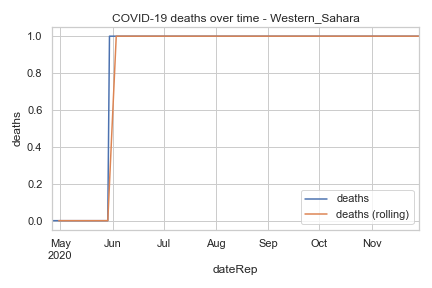 COVID-19 deaths over time - Western_Sahara
1.0
0.8
0.6
0.4
0.2
0.0
deaths
deaths
deaths (rolling)
May Jun Jul Aug Sep Oct Nov
2020
dateRep